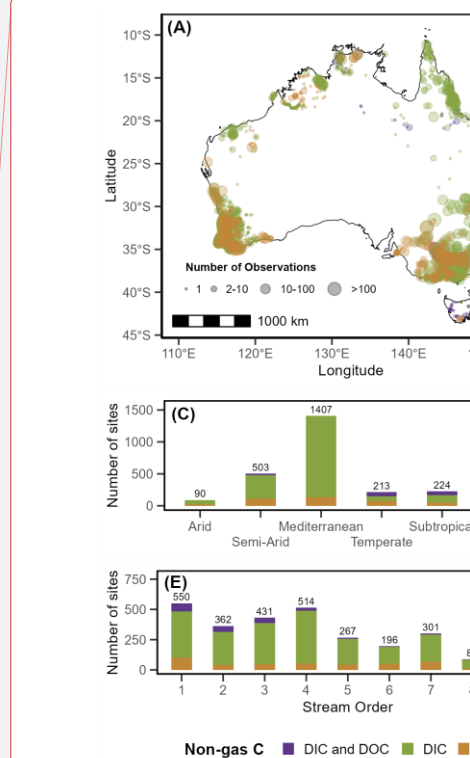 (A)
10°S
15°S
20°S
25°S
30°S
35°S
40°S
45°S
Latitude
Number of Observations
1 2-10 10-100 >100
1000 km
110°E 120°E 130°E 140°E
Longitude
(C)
Number of sites
1500
1000
500
0
90 503 1407 213 224
Arid Mediterranean Subtropica
Semi-Arid Temperate
(E)
Number of sites
750
500
250
0
550 362 431 514 267 196 301 8
1 2 3 4 5 6 7
Stream Order
Non-gas C DIC and DOC DIC